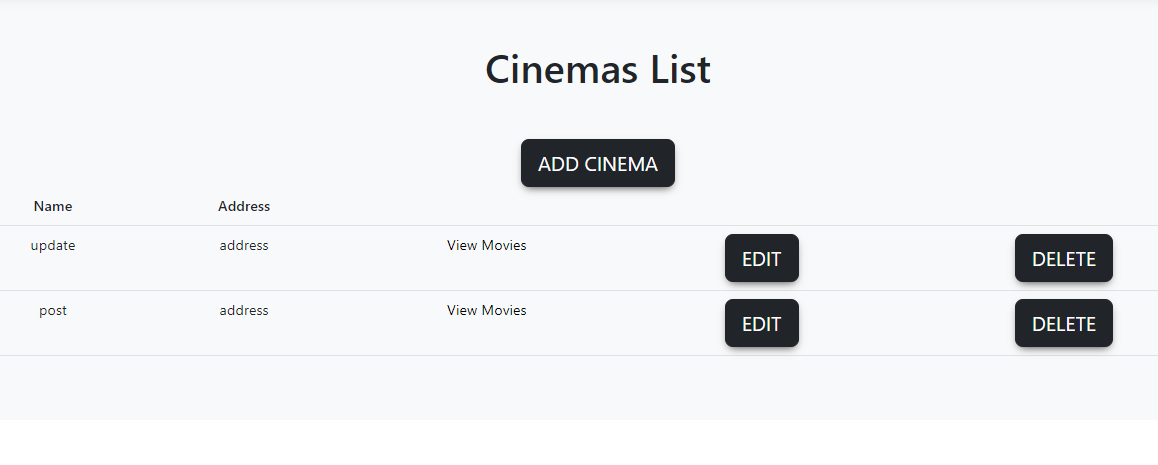 Cinemas List
ADD CINEMA
Name Address
update address View Movies EDIT DELETE
post address View Movies EDIT DELETE